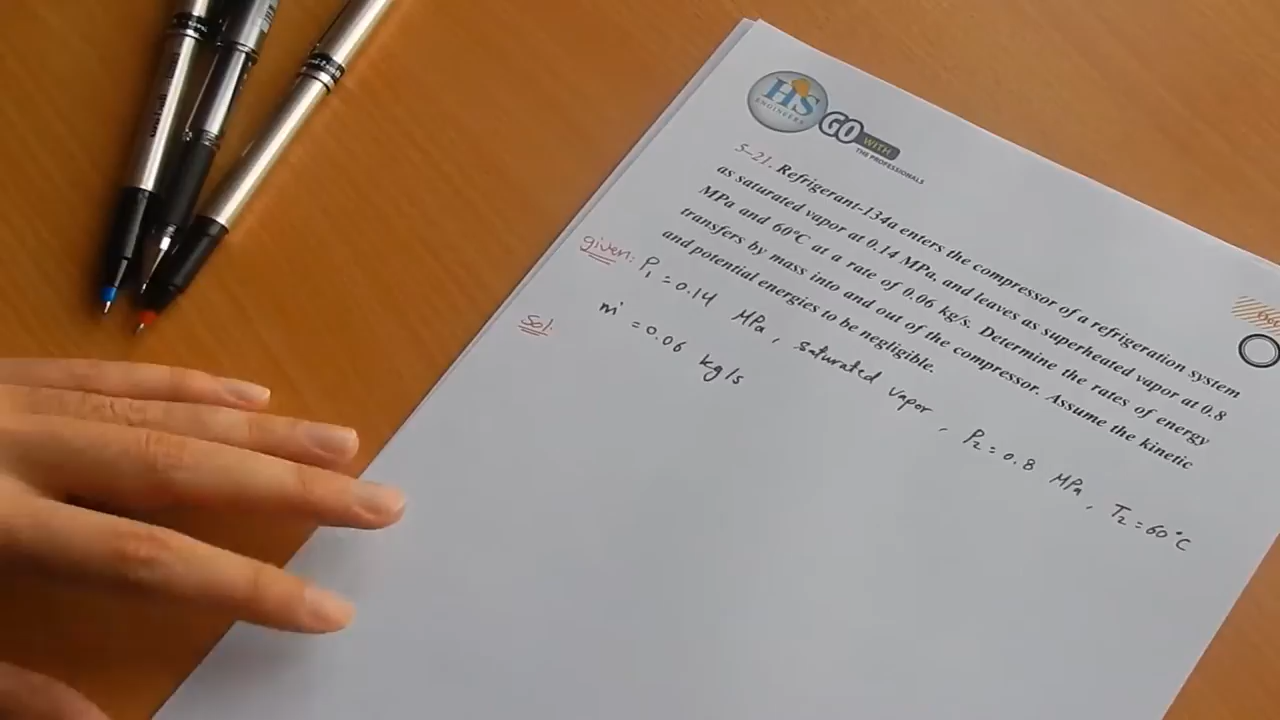 HS
ENGINEERS
GO
WITH
THE PROFESSIONALS
5-21. Refrigerant-134a enters the compressor of a refrigeration system
as saturated vapor at 0.14 MPa, and leaves as superheated vapor at 0.8
MPa and 60°C at a rate of 0.06 kg/s. Determine the rates of energy
transfers by mass into and out of the compressor. Assume the kinetic
and potential energies to be negligible.
given: P₁ = 0.14 MPa, saturated vapor, P₂ = 0.8 MPa, T₂ = 60°C
ṁ = 0.06 kg/s
Sol.